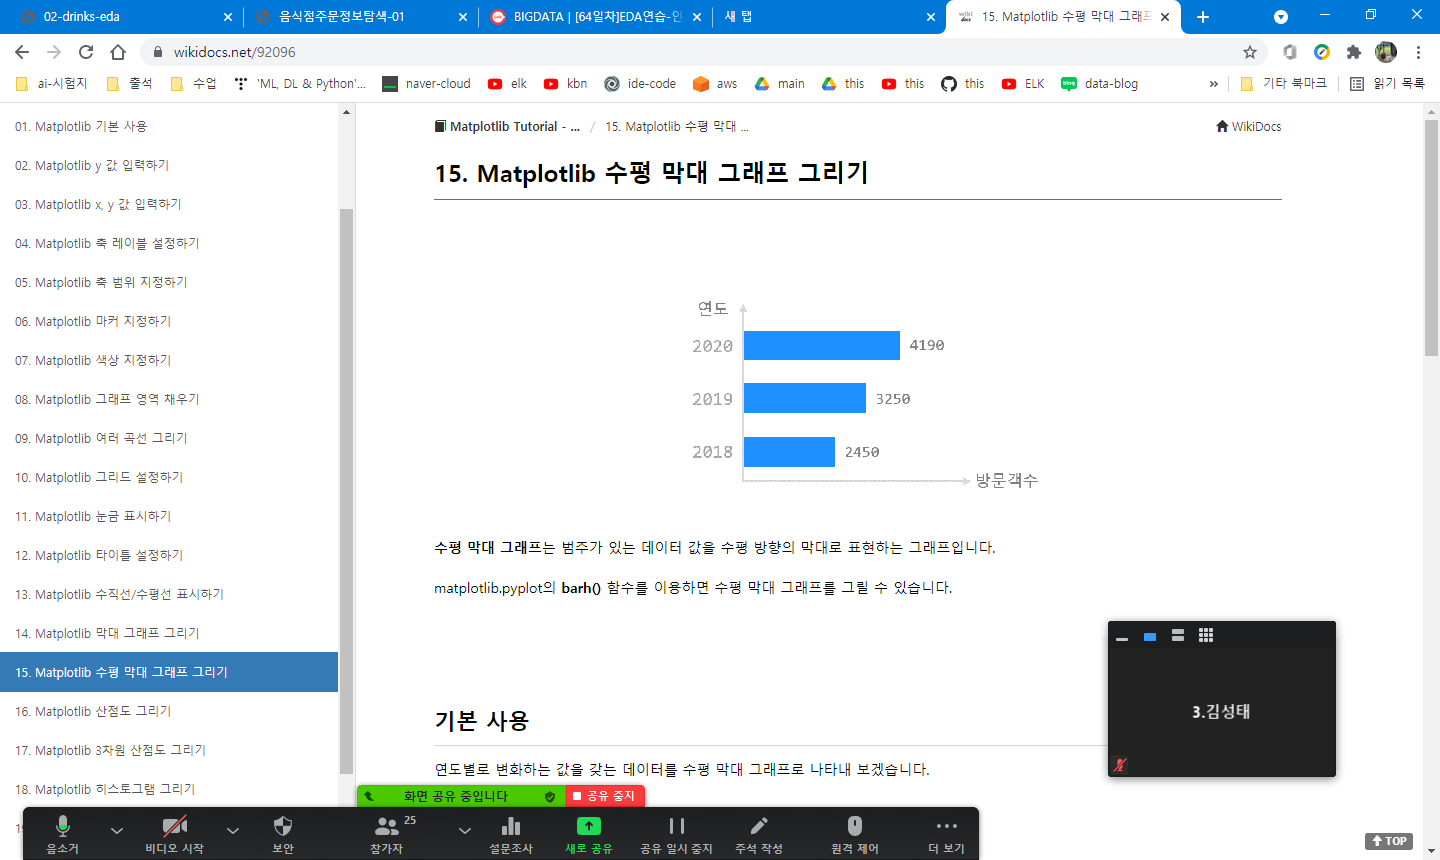 02-drinks-eda
음식점주문정보탐색-01
BIGDATA | [64일차]EDA연습-인
새 탭
15. Matplotlib 수평 막대 그래프
wikidocs.net/92096
ai-시험지
출석
수업
'ML, DL & Python'...
naver-cloud
elk
kbn
ide-code
aws
main
this
this
this
ELK
data-blog
»
기타 북마크
읽기 목록
01. Matplotlib 기본 사용
02. Matplotlib y 값 입력하기
03. Matplotlib x, y 값 입력하기
04. Matplotlib 축 레이블 설정하기
05. Matplotlib 축 범위 지정하기
06. Matplotlib 마커 지정하기
07. Matplotlib 색상 지정하기
08. Matplotlib 그래프 영역 채우기
09. Matplotlib 여러 곡선 그리기
10. Matplotlib 그리드 설정하기
11. Matplotlib 눈금 표시하기
12. Matplotlib 타이틀 설정하기
13. Matplotlib 수직선/수평선 표시하기
14. Matplotlib 막대 그래프 그리기
15. Matplotlib 수평 막대 그래프 그리기
16. Matplotlib 산점도 그리기
17. Matplotlib 3차원 산점도 그리기
18. Matplotlib 히스토그램 그리기
Matplotlib Tutorial - ... / 15. Matplotlib 수평 막대 ...
WikiDocs
15. Matplotlib 수평 막대 그래프 그리기
연도
2020 4190
2019 3250
2018 2450
방문객수
수평 막대 그래프는 범주가 있는 데이터 값을 수평 방향의 막대로 표현하는 그래프입니다.
matplotlib.pyplot의 barh() 함수를 이용하면 수평 막대 그래프를 그릴 수 있습니다.
기본 사용
연도별로 변화하는 값을 갖는 데이터를 수평 막대 그래프로 나타내 보겠습니다.
3.김성태
화면 공유 중입니다
공유 중지
음소거
비디오 시작
보안
25
참가자
설문조사
새로 공유
공유 일시 중지
주석 작성
원격 제어
더 보기
TOP